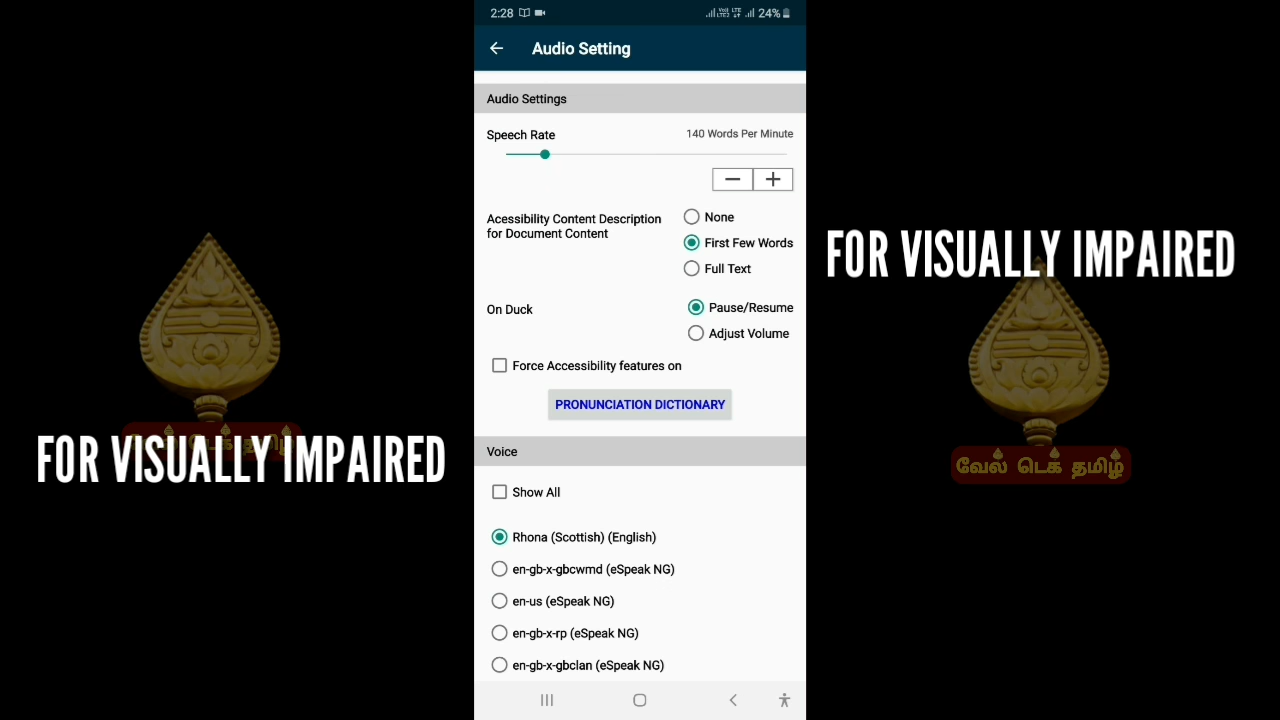 2:28
24%
Audio Setting
Audio Settings
Speech Rate
140 Words Per Minute
Acessibility Content Description
for Document Content
None
First Few Words
Full Text
On Duck
Pause/Resume
Adjust Volume
Force Accessibility features on
PRONUNCIATION DICTIONARY
Voice
Show All
Rhona (Scottish) (English)
en-gb-x-gbcwmd (eSpeak NG)
en-us (eSpeak NG)
en-gb-x-rp (eSpeak NG)
en-gb-x-gbclan (eSpeak NG)
FOR VISUALLY IMPAIRED
FOR VISUALLY IMPAIRED
வேல் டெக் தமிழ்